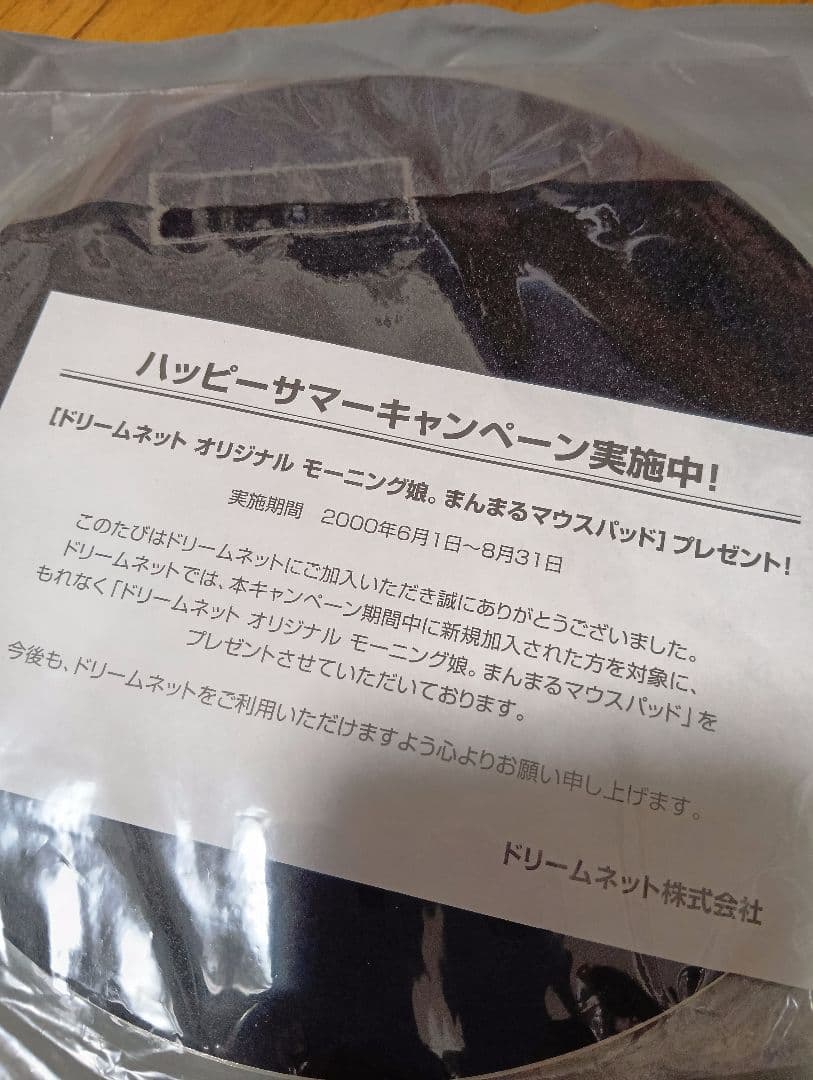 ハッピーサマーキャンペーン実施中!
[ドリームネット オリジナル モーニング娘。まんまるマウスパッド]プレゼント!
実施期間 2000年6月1日~8月31日
このたびはドリームネットにご加入いただき誠にありがとうございました。
ドリームネットでは、本キャンペーン期間中に新規加入された方を対象に、
もれなく「ドリームネット オリジナル モーニング娘。まんまるマウスパッド」を
プレゼントさせていただいております。
今後も、ドリームネットをご利用いただけますよう心よりお願い申し上げます。
ドリームネット株式会社